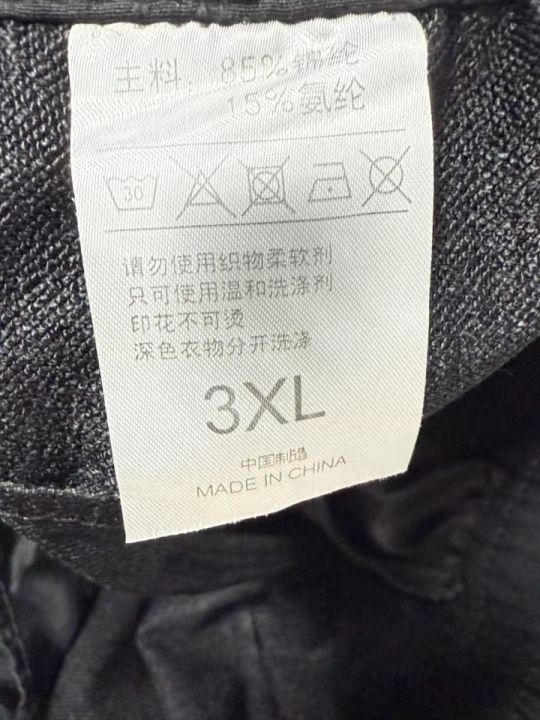 主料: 85%锦纶
15%氨纶
30
请勿使用织物柔软剂
只可使用温和洗涤剂
印花不可烫
深色衣物分开洗涤
3XL
中国制造
MADE IN CHINA